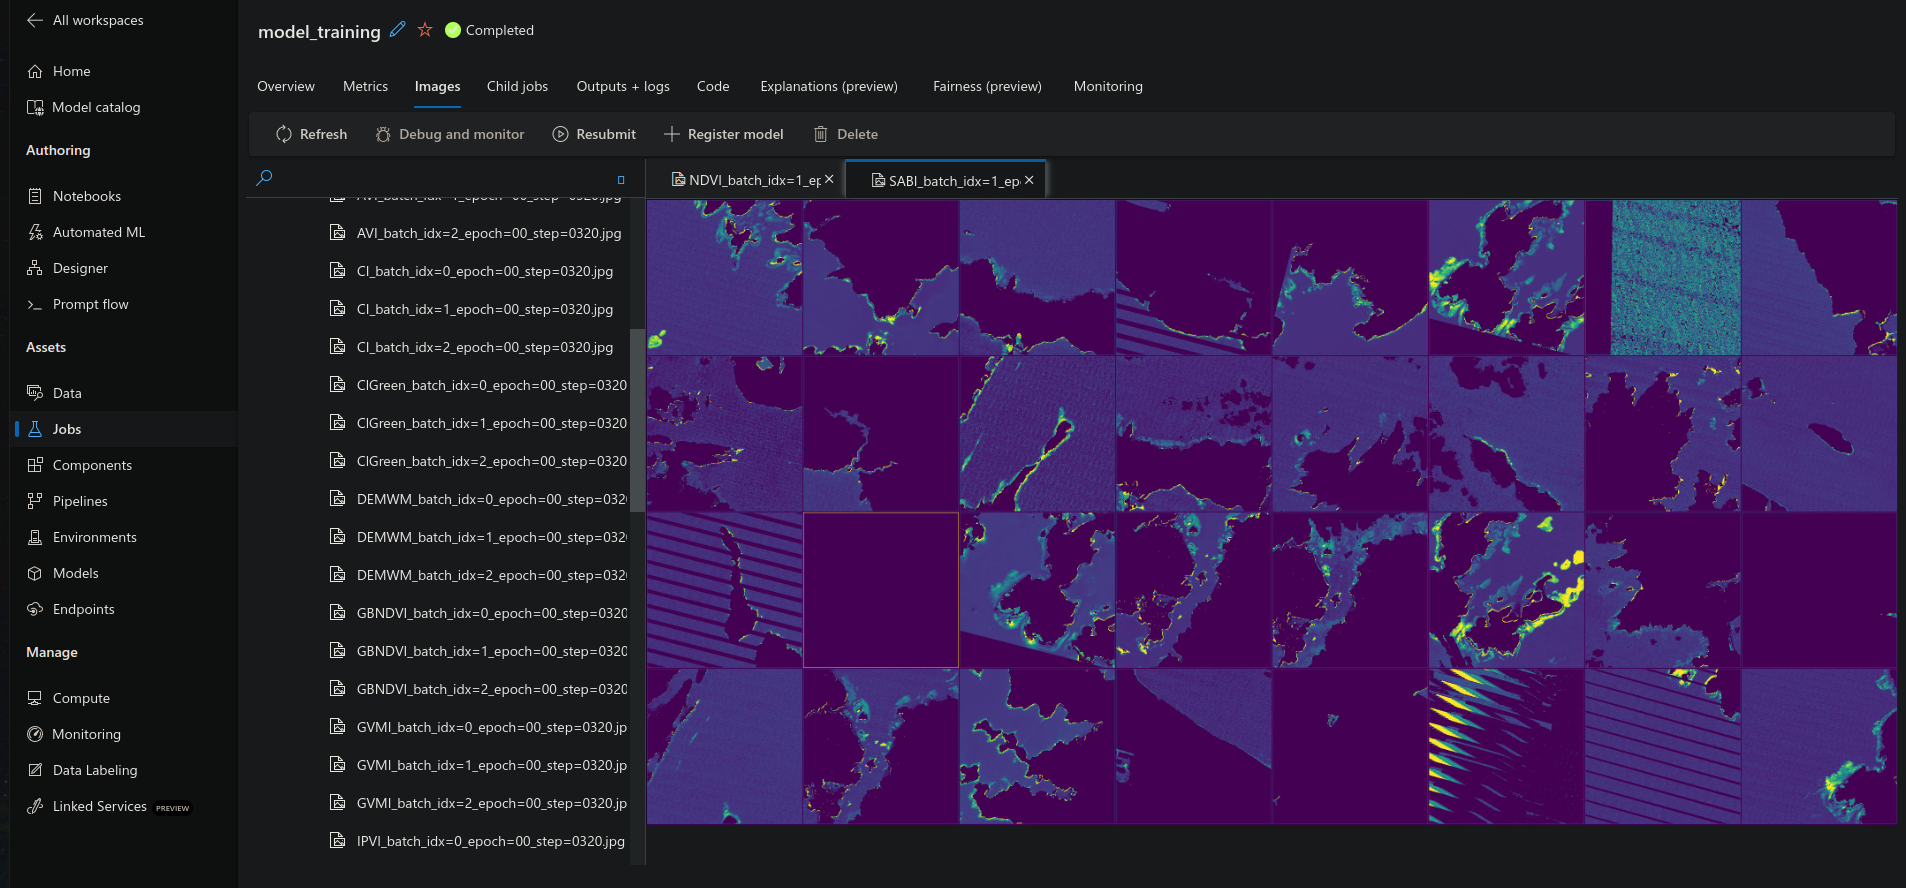 All workspaces
Home
Model catalog
Authoring
Notebooks
Automated ML
Designer
Prompt flow
Assets
Data
Jobs
Components
Pipelines
Environments
Models
Endpoints
Manage
Compute
Monitoring
Data Labeling
Linked Services PREVIEW
model_training Completed
Overview Metrics Images Child jobs Outputs + logs Code Explanations (preview) Fairness (preview) Monitoring
Refresh Debug and monitor Resubmit Register model Delete
AVI_batch_idx=1_epoch=00_step=0320.jpg
AVI_batch_idx=2_epoch=00_step=0320.jpg
CI_batch_idx=0_epoch=00_step=0320.jpg
CI_batch_idx=1_epoch=00_step=0320.jpg
CI_batch_idx=2_epoch=00_step=0320.jpg
CIGreen_batch_idx=0_epoch=00_step=0320
CIGreen_batch_idx=1_epoch=00_step=0320
CIGreen_batch_idx=2_epoch=00_step=0320
DEMWM_batch_idx=0_epoch=00_step=032
DEMWM_batch_idx=1_epoch=00_step=032
DEMWM_batch_idx=2_epoch=00_step=032
GBNDVI_batch_idx=0_epoch=00_step=0320
GBNDVI_batch_idx=1_epoch=00_step=0320
GBNDVI_batch_idx=2_epoch=00_step=0320
GVMI_batch_idx=0_epoch=00_step=0320.jp
GVMI_batch_idx=1_epoch=00_step=0320.jp
GVMI_batch_idx=2_epoch=00_step=0320.jp
IPVI_batch_idx=0_epoch=00_step=0320.jpg
NDVI_batch_idx=1_ep
SABI_batch_idx=1_ep